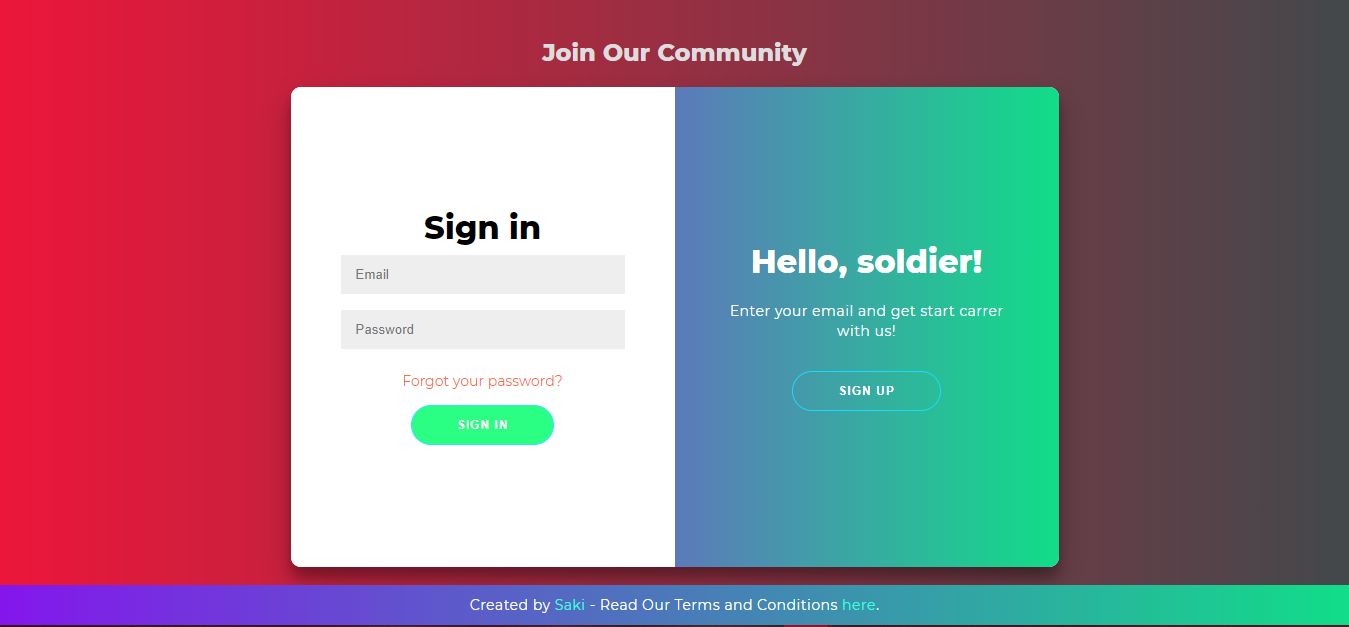 Join Our Community
Sign in
Email
Password
Forgot your password?
SIGN IN
Hello, soldier!
Enter your email and get start carrer
with us!
SIGN UP
Created by Saki - Read Our Terms and Conditions here.